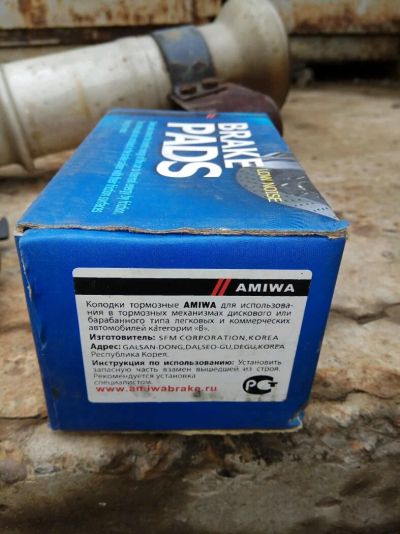 BRAKE
PADS
LOW NOISE
AMIWA
Колодки тормозные AMIWA для использова-
ния в тормозных механизмах дискового или
барабанного типа легковых и коммерческих
автомобилей категории «В».
Изготовитель: SFM CORPORATION,KOREA
Адрес: GALSAN-DONG,DALSEO-GU,DEGU,KOREA
Республика Корея.
Инструкция по использованию: Установить
запасную часть взамен вышедшей из строя.
Рекомендуется установка
специалистом.
www.amiwabrake.ru